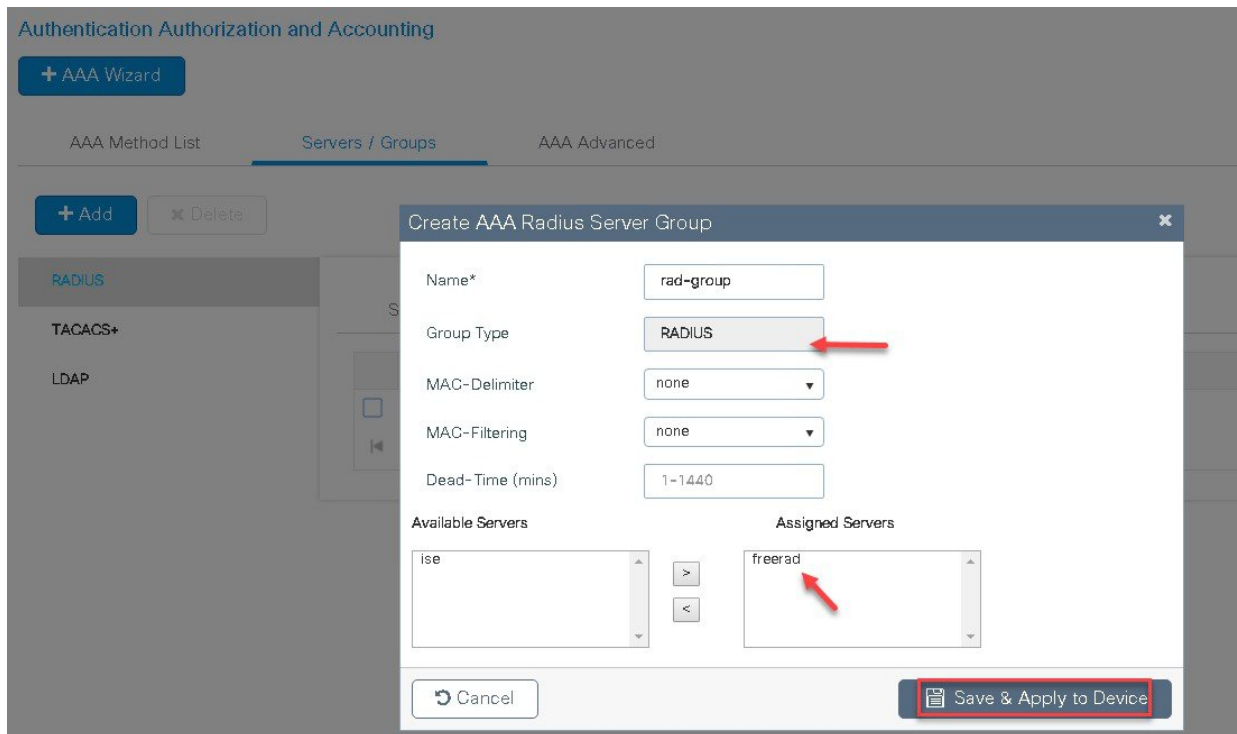 Authentication Authorization and Accounting
+ AAA Wizard
AAA Method List Servers / Groups AAA Advanced
+ Add × Delete
Create AAA Radius Server Group ×
RADIUS
TACACS+
LDAP
S
Name* rad-group
Group Type RADIUS
MAC-Delimiter none
MAC-Filtering none
Dead-Time (mins) 1-1440
Available Servers Assigned Servers
ise > freerad
<
Cancel Save & Apply to Device